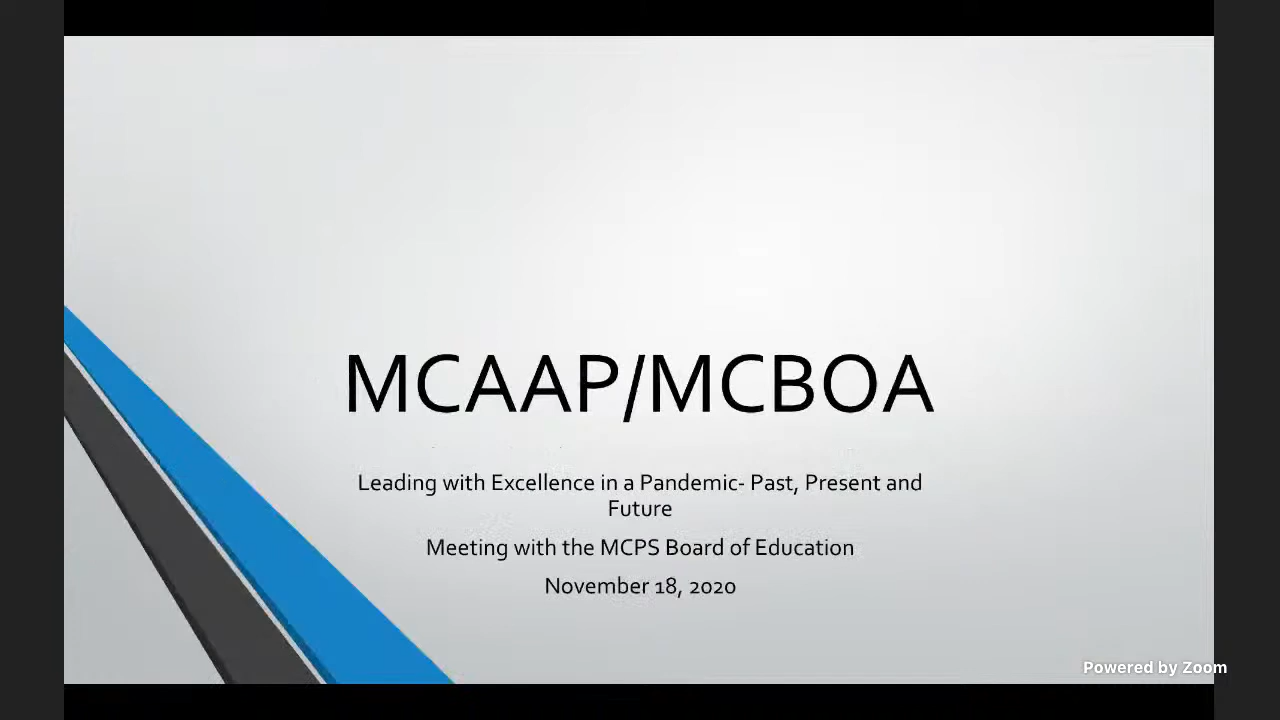 MCAAP/MCBOA
Leading with Excellence in a Pandemic- Past, Present and
Future
Meeting with the MCPS Board of Education
November 18, 2020
Powered by Zoom